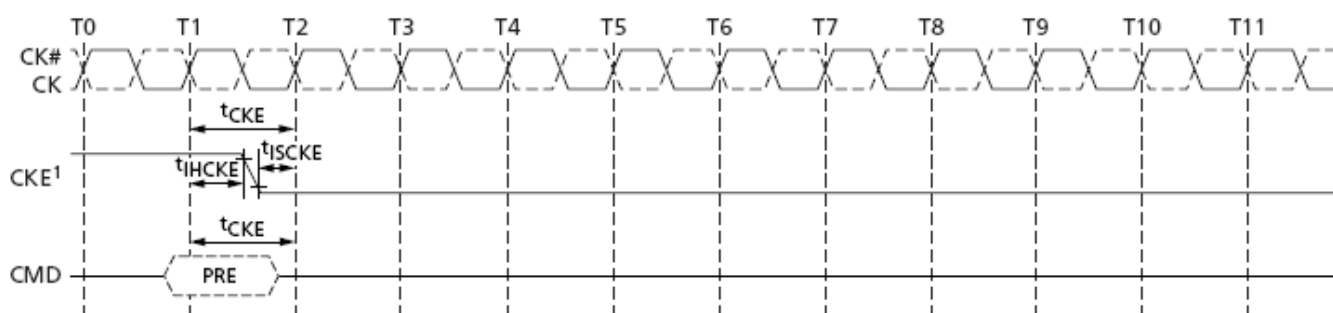 T0 T1 T2 T3 T4 T5 T6 T7 T8 T9 T10 T11
CK#
CK
tCKE
tISCKE
tIHCKE
CKE¹
tCKE
CMD PRE